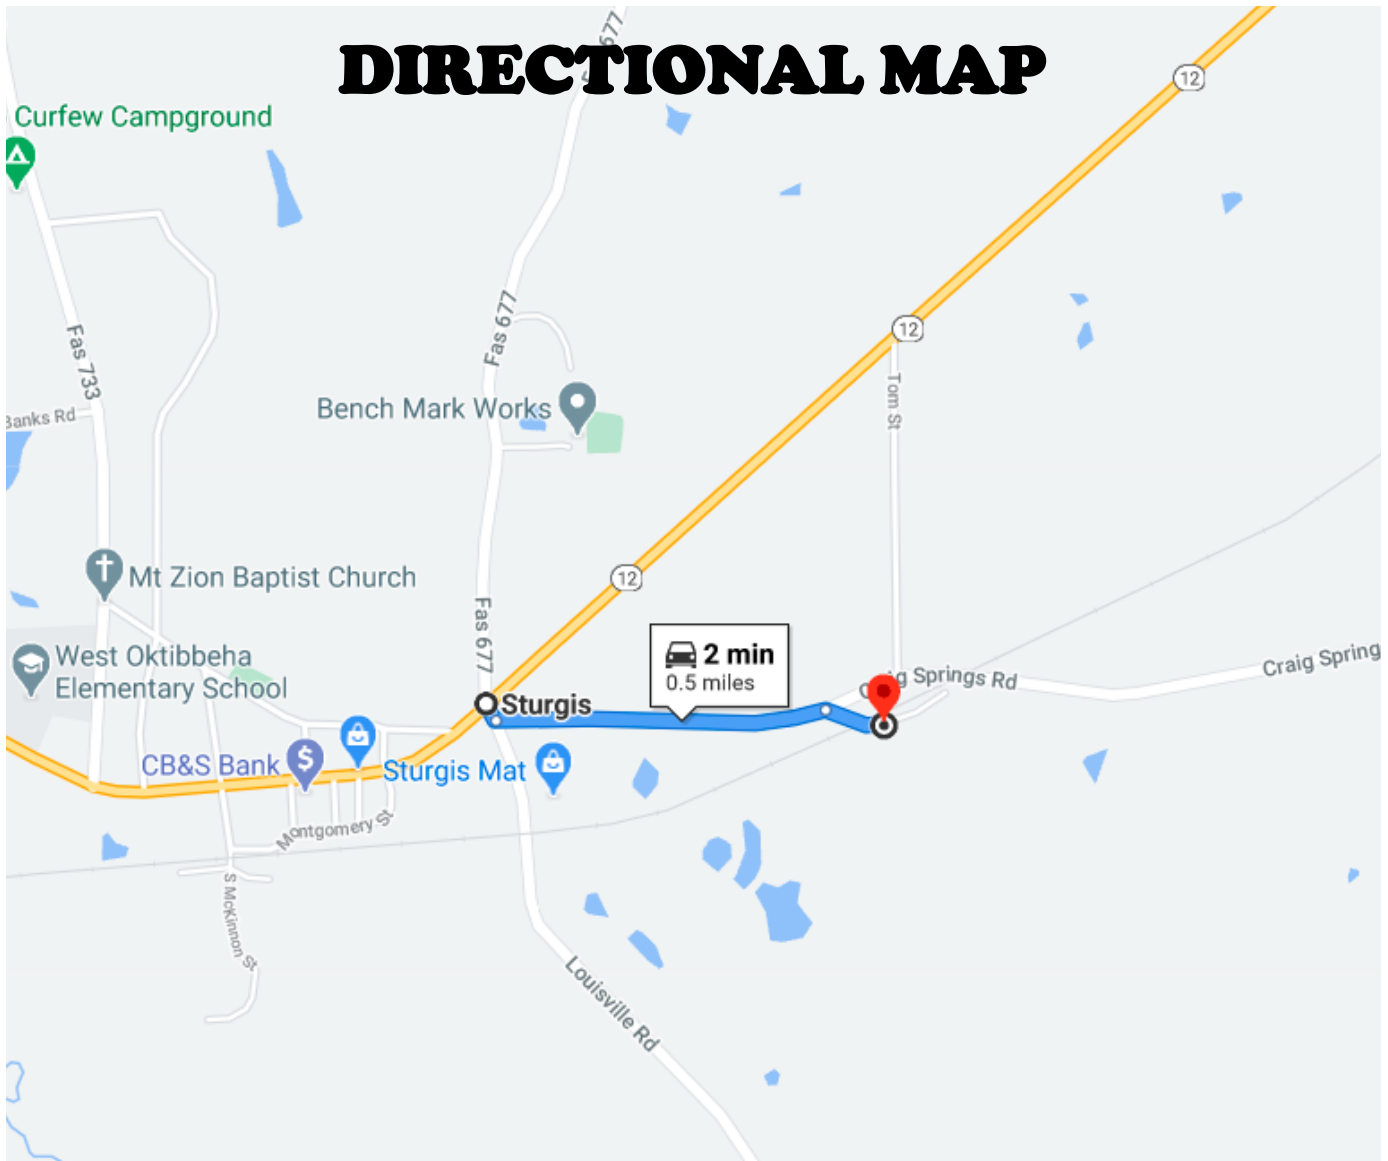 DIRECTIONAL MAP
677
Curfew Campground
12
12
Fas 677
Fas 733
Tom St
Banks Rd
Bench Mark Works
12
Mt Zion Baptist Church
Fas 677
West Oktibbeha
Elementary School
2 min
0.5 miles
Craig Spring
Springs Rd
Sturgis
CB&S Bank
$
Sturgis Mat
Montgomery St
S McKinnon St
Louisville Rd